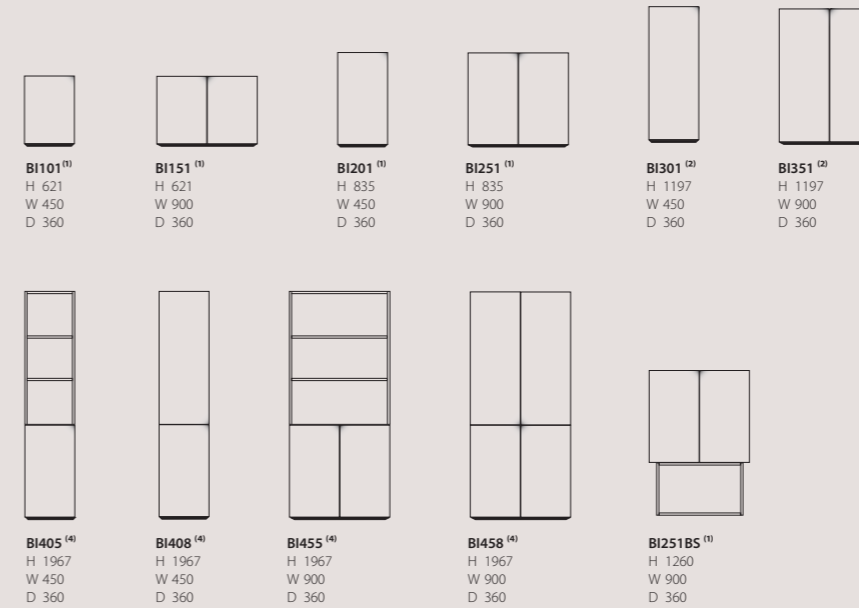 BI101 (1)
H 621
W 450
D 360
BI151 (1)
H 621
W 900
D 360
BI201 (1)
H 835
W 450
D 360
BI251 (1)
H 835
W 900
D 360
BI301 (2)
H 1197
W 450
D 360
BI351 (2)
H 1197
W 900
D 360
BI405 (4)
H 1967
W 450
D 360
BI408 (4)
H 1967
W 450
D 360
BI455 (4)
H 1967
W 900
D 360
BI458 (4)
H 1967
W 900
D 360
BI251BS (1)
H 1260
W 900
D 360